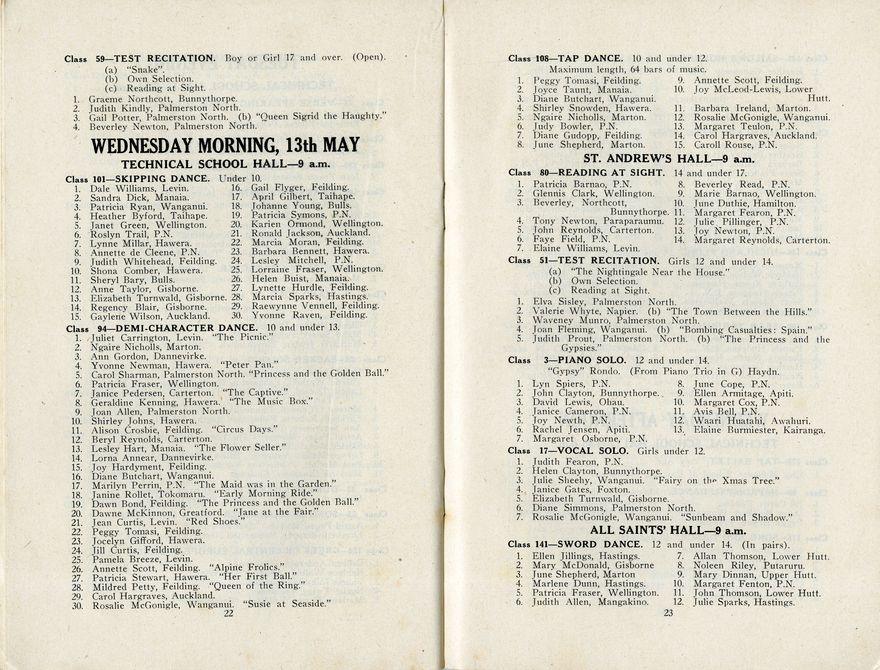 Class 59—TEST RECITATION. Boy or Girl 17 and over. (Open).
(a) "Snake".
(b) Own Selection.
(c) Reading at Sight.
1. Graeme Northcott, Bunnythorpe.
2. Judith Kindly, Palmerston North.
3. Gail Potter, Palmerston North. (b) "Queen Sigrid the Haughty."
4. Beverley Newton, Palmerston North.
WEDNESDAY MORNING, 13th MAY
TECHNICAL SCHOOL HALL—9 a.m.
Class 101—SKIPPING DANCE. Under 10.
1. Dale Williams, Levin.
2. Sandra Dick, Manaia.
3. Patricia Ryan, Wanganui.
4. Heather Byford, Taihape.
5. Janet Green, Wellington.
6. Roslyn Trail, P.N.
7. Lynne Millar, Hawera.
8. Annette de Cleene, P.N.
9. Judith Whitehead, Feilding.
10. Shona Comber, Hawera.
11. Sheryl Bary, Bulls.
12. Anne Taylor, Gisborne.
13. Elizabeth Turnwald, Gisborne.
14. Regency Blair, Gisborne.
15. Gaylene Wilson, Auckland.
16. Gail Flyger, Feilding.
17. April Gilbert, Taihape.
18. Johanne Young, Bulls.
19. Patricia Symons, P.N.
20. Karien Ormond, Wellington.
21. Ronald Jackson, Auckland.
22. Marcia Moran, Feilding.
23. Barbara Bennett, Hawera.
24. Lesley Mitchell, P.N.
25. Lorraine Fraser, Wellington.
26. Helen Buist, Manaia.
27. Lynette Hurdle, Feilding.
28. Marcia Sparks, Hastings.
29. Raewynne Vennell, Feilding.
30. Yvonne Raven, Feilding.
Class 94—DEMI-CHARACTER DANCE. 10 and under 13.
1. Juliet Carrington, Levin. "The Picnic."
2. Ngaire Nicholls, Marton.
3. Ann Gordon, Dannevirke.
4. Yvonne Newman, Hawera. "Peter Pan."
5. Carol Sharman, Palmerston North. "Princess and the Golden Ball."
6. Patricia Fraser, Wellington.
7. Janice Pedersen, Carterton. "The Captive."
8. Geraldine Kenning, Hawera. "The Music Box."
9. Joan Allen, Palmerston North.
10. Shirley Johns, Hawera.
11. Alison Crosbie, Feilding. "Circus Days."
12. Beryl Reynolds, Carterton.
13. Lesley Hart, Manaia. "The Flower Seller."
14. Lorna Annear, Dannevirke.
15. Joy Hardyment, Feilding.
16. Diane Butchart, Wanganui.
17. Marilyn Perrin, P.N. "The Maid was in the Garden."
18. Janine Rollet, Tokomaru. "Early Morning Ride."
19. Dawn Bond, Feilding. "The Princess and the Golden Ball."
20. Dawne McKinnon, Greatford. "Jane at the Fair."
21. Jean Curtis, Levin. "Red Shoes."
22. Peggy Tomasi, Feilding.
23. Jocelyn Gifford, Hawera.
24. Jill Curtis, Feilding.
25. Pamela Breeze, Levin.
26. Annette Scott, Feilding. "Alpine Frolics."
27. Patricia Stewart, Hawera. "Her First Ball."
28. Mildred Petty, Feilding. "Queen of the Ring."
29. Carol Hargraves, Auckland.
30. Rosalie McGonigle, Wanganui. "Susie at Seaside."
22
Class 108—TAP DANCE. 10 and under 12.
Maximum length, 64 bars of music.
1. Peggy Tomasi, Feilding.
2. Joyce Taunt, Manaia.
3. Diane Butchart, Wanganui.
4. Shirley Snowden, Hawera.
5. Ngaire Nicholls, Marton.
6. Judy Bowler, P.N.
7. Diane Gudopp, Feilding.
8. June Shepherd, Marton.
9. Annette Scott, Feilding.
10. Joy McLeod-Lewis, Lower
Hutt.
11. Barbara Ireland, Marton.
12. Rosalie McGonigle, Wanganui.
13. Margaret Teulon, P.N.
14. Carol Hargraves, Auckland.
15. Caroll Rouse, P.N.
ST. ANDREW'S HALL—9 a.m.
Class 80—READING AT SIGHT. 14 and under 17.
1. Patricia Barnao, P.N.
2. Glennis Clark, Wellington.
3. Beverley, Northcott,
Bunnythorpe.
4. Tony Newton, Paraparaumu.
5. John Reynolds, Carterton.
6. Faye Field, P.N.
7. Elaine Williams, Levin.
8. Beverley Read, P.N.
9. Marie Barnao, Wellington.
10. June Duthie, Hamilton.
11. Margaret Fearon, P.N.
12. Julie Pillinger, P.N.
13. Joy Newton, P.N.
14. Margaret Reynolds, Carterton.
Class 51—TEST RECITATION. Girls 12 and under 14.
(a) "The Nightingale Near the House."
(b) Own Selection.
(c) Reading at Sight.
1. Elva Sisley, Palmerston North.
2. Valerie Whyte, Napier. (b) "The Town Between the Hills."
3. Waveney Munro, Palmerston North.
4. Joan Fleming, Wanganui. (b) "Bombing Casualties: Spain."
5. Judith Prout, Palmerston North. (b) "The Princess and the
Gypsies."
Class 3—PIANO SOLO. 12 and under 14.
"Gypsy" Rondo. (From Piano Trio in G) Haydn.
1. Lyn Spiers, P.N.
2. John Clayton, Bunnythorpe.
3. David Lewis, Ohau.
4. Janice Cameron, P.N.
5. Joy Newth, P.N.
6. Rachel Jensen, Apiti.
7. Margaret Osborne, P.N.
8. June Cope, P.N.
9. Ellen Armitage, Apiti.
10. Margaret Cox, P.N.
11. Avis Bell, P.N.
12. Waari Huatahi, Awahuri.
13. Elaine Burmiester, Kairanga.
Class 17—VOCAL SOLO. Girls under 12.
1. Judith Fearon, P.N.
2. Helen Clayton, Bunnythorpe.
3. Julie Sheehy, Wanganui. "Fairy on the Xmas Tree."
4. Janice Gates, Foxton.
5. Elizabeth Turnwald, Gisborne.
6. Diane Simmons, Palmerston North.
7. Rosalie McGonigle, Wanganui. "Sunbeam and Shadow."
ALL SAINTS' HALL—9 a.m.
Class 141—SWORD DANCE. 12 and under 14. (In pairs).
1. Ellen Jillings, Hastings.
2. Mary McDonald, Gisborne
3. June Shepherd, Marton
4. Marlene Dunn, Hastings.
5. Patricia Fraser, Wellington.
6. Judith Allen, Mangakino.
7. Allan Thomson, Lower Hutt.
8. Noleen Riley, Putaruru.
9. Mary Dinnan, Upper Hutt.
10. Margaret Fenton, P.N.
11. John Thomson, Lower Hutt.
12. Julie Sparks, Hastings.
23